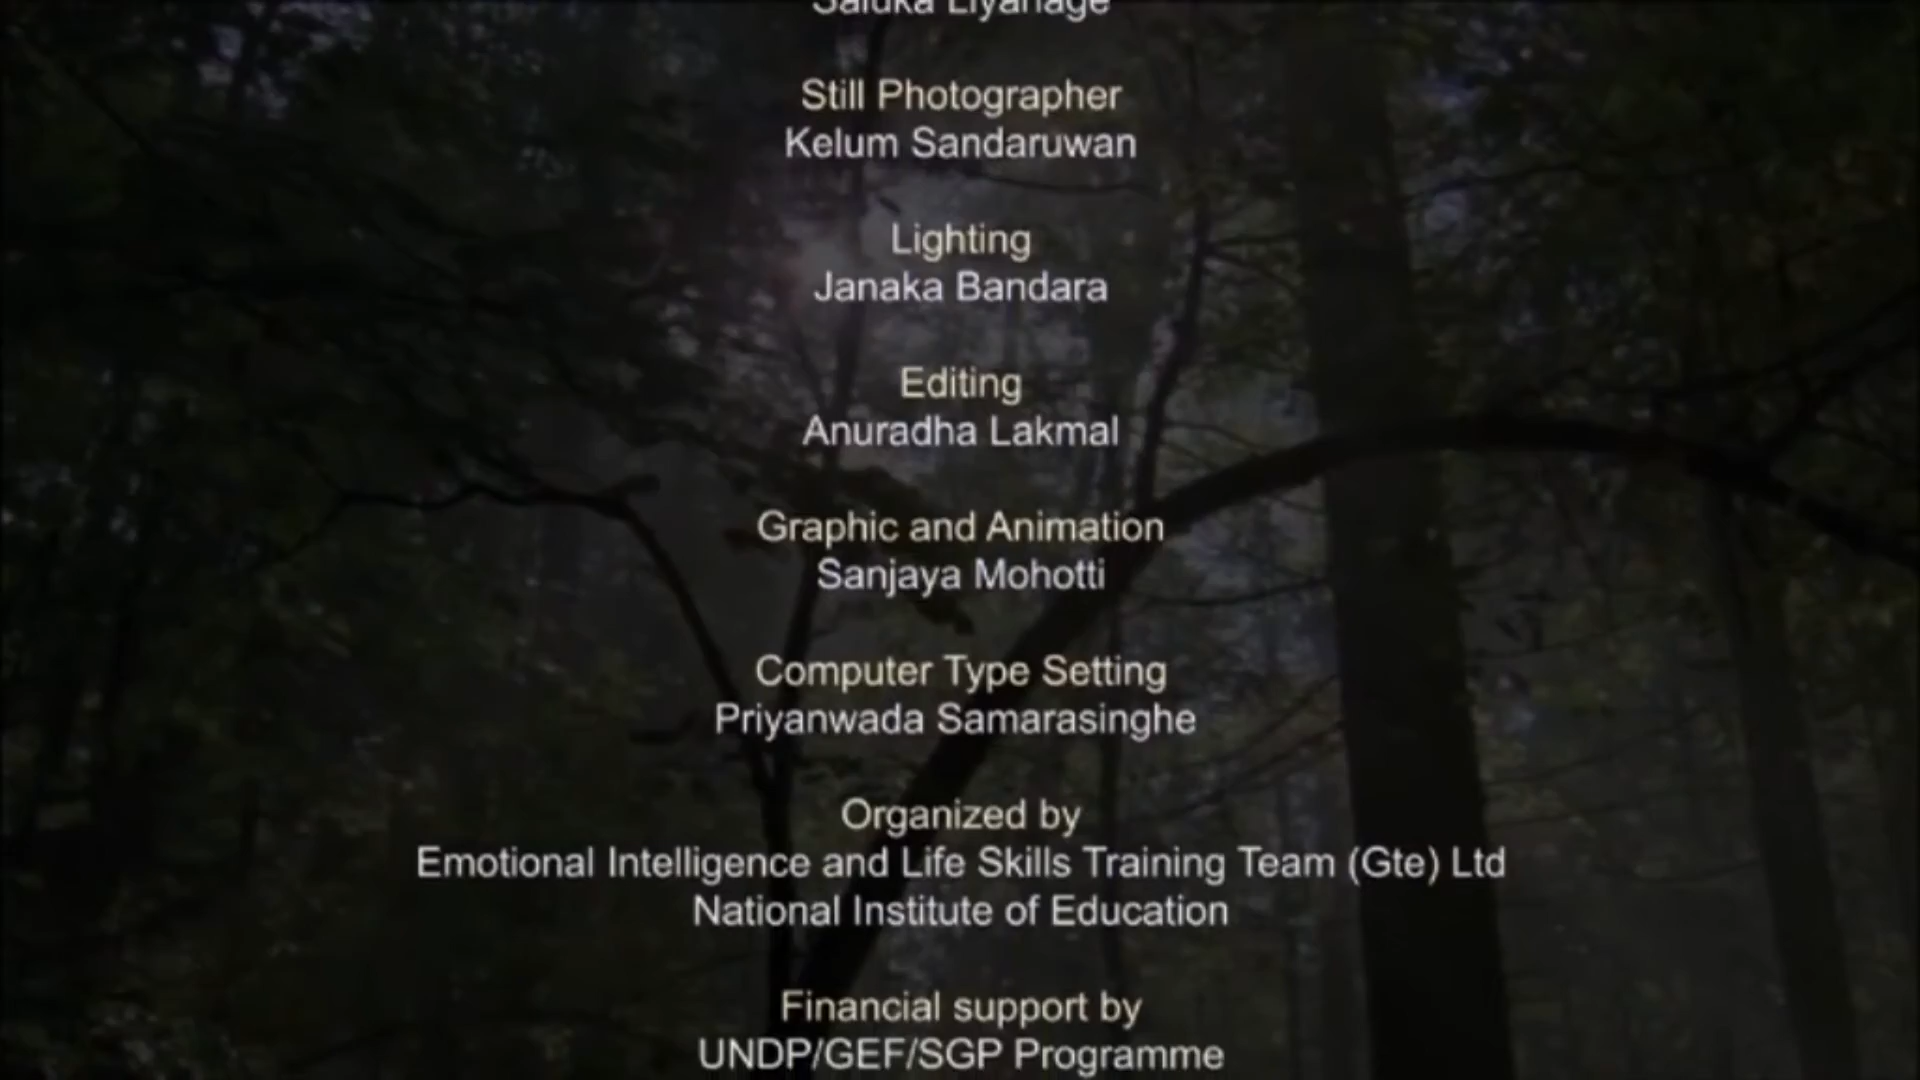 Liyanage
Still Photographer
Kelum Sandaruwan
Lighting
Janaka Bandara
Editing
Anuradha Lakmal
Graphic and Animation
Sanjaya Mohotti
Computer Type Setting
Priyanwada Samarasinghe
Organized by
Emotional Intelligence and Life Skills Training Team (Gte) Ltd
National Institute of Education
Financial support by
UNDP/GEF/SGP Programme